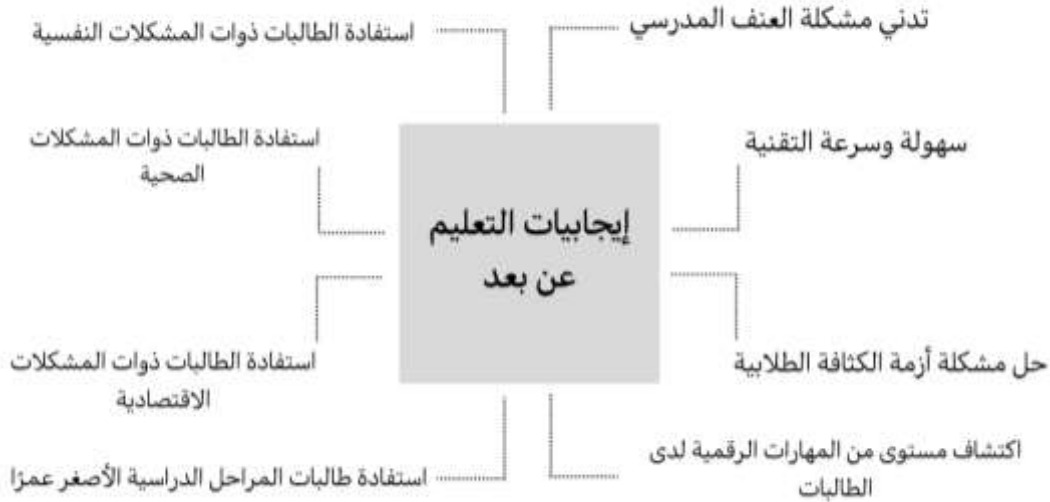 تدني مشكلة العنف المدرسي
استفادة الطالبات ذوات المشكلات النفسية
سهولة وسرعة التقنية
استفادة الطالبات ذوات المشكلات
الصحية
إيجابيات التعليم
عن بعد
حل مشكلة أزمة الكثافة الطلابية
استفادة الطالبات ذوات المشكلات
الاقتصادية
اكتشاف مستوى من المهارات الرقمية لدى
الطالبات
استفادة طالبات المراحل الدراسية الأصغر عمرًا